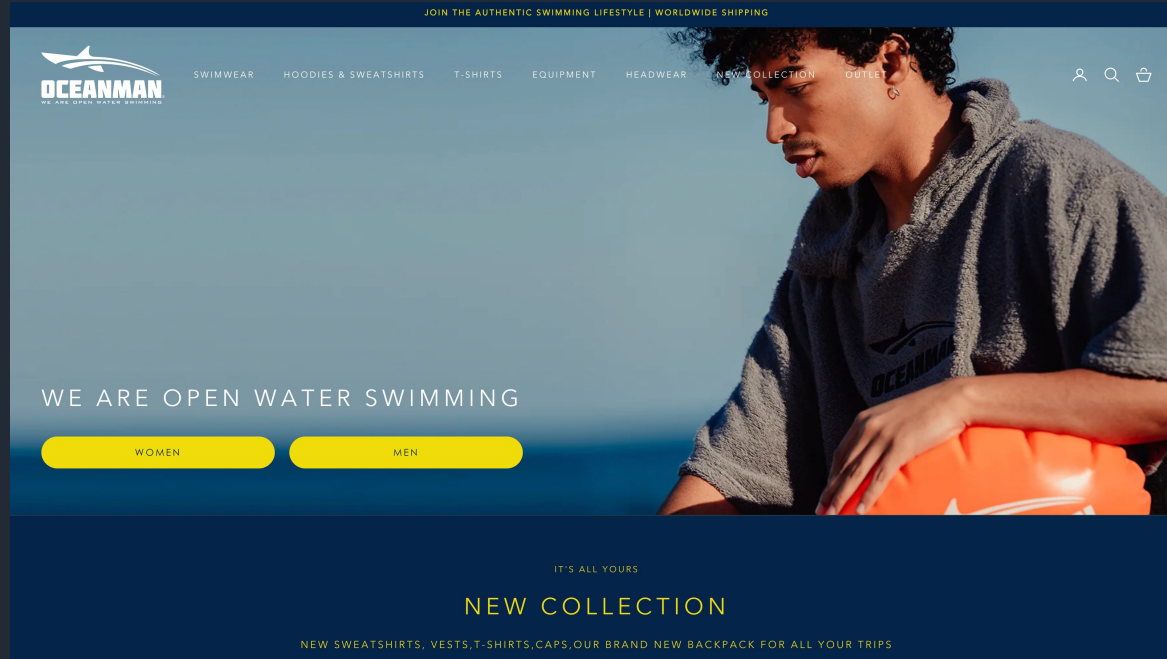 JOIN THE AUTHENTIC SWIMMING LIFESTYLE | WORLDWIDE SHIPPING
OCEANMAN
WE ARE OPEN WATER SWIMMING
SWIMWEAR HOODIES & SWEATSHIRTS T-SHIRTS EQUIPMENT HEADWEAR NEW COLLECTION OUTLET
OCEANMAN
WE ARE OPEN WATER SWIMMING
WOMEN MEN
IT'S ALL YOURS
NEW COLLECTION
NEW SWEATSHIRTS, VESTS,T-SHIRTS,CAPS,OUR BRAND NEW BACKPACK FOR ALL YOUR TRIPS